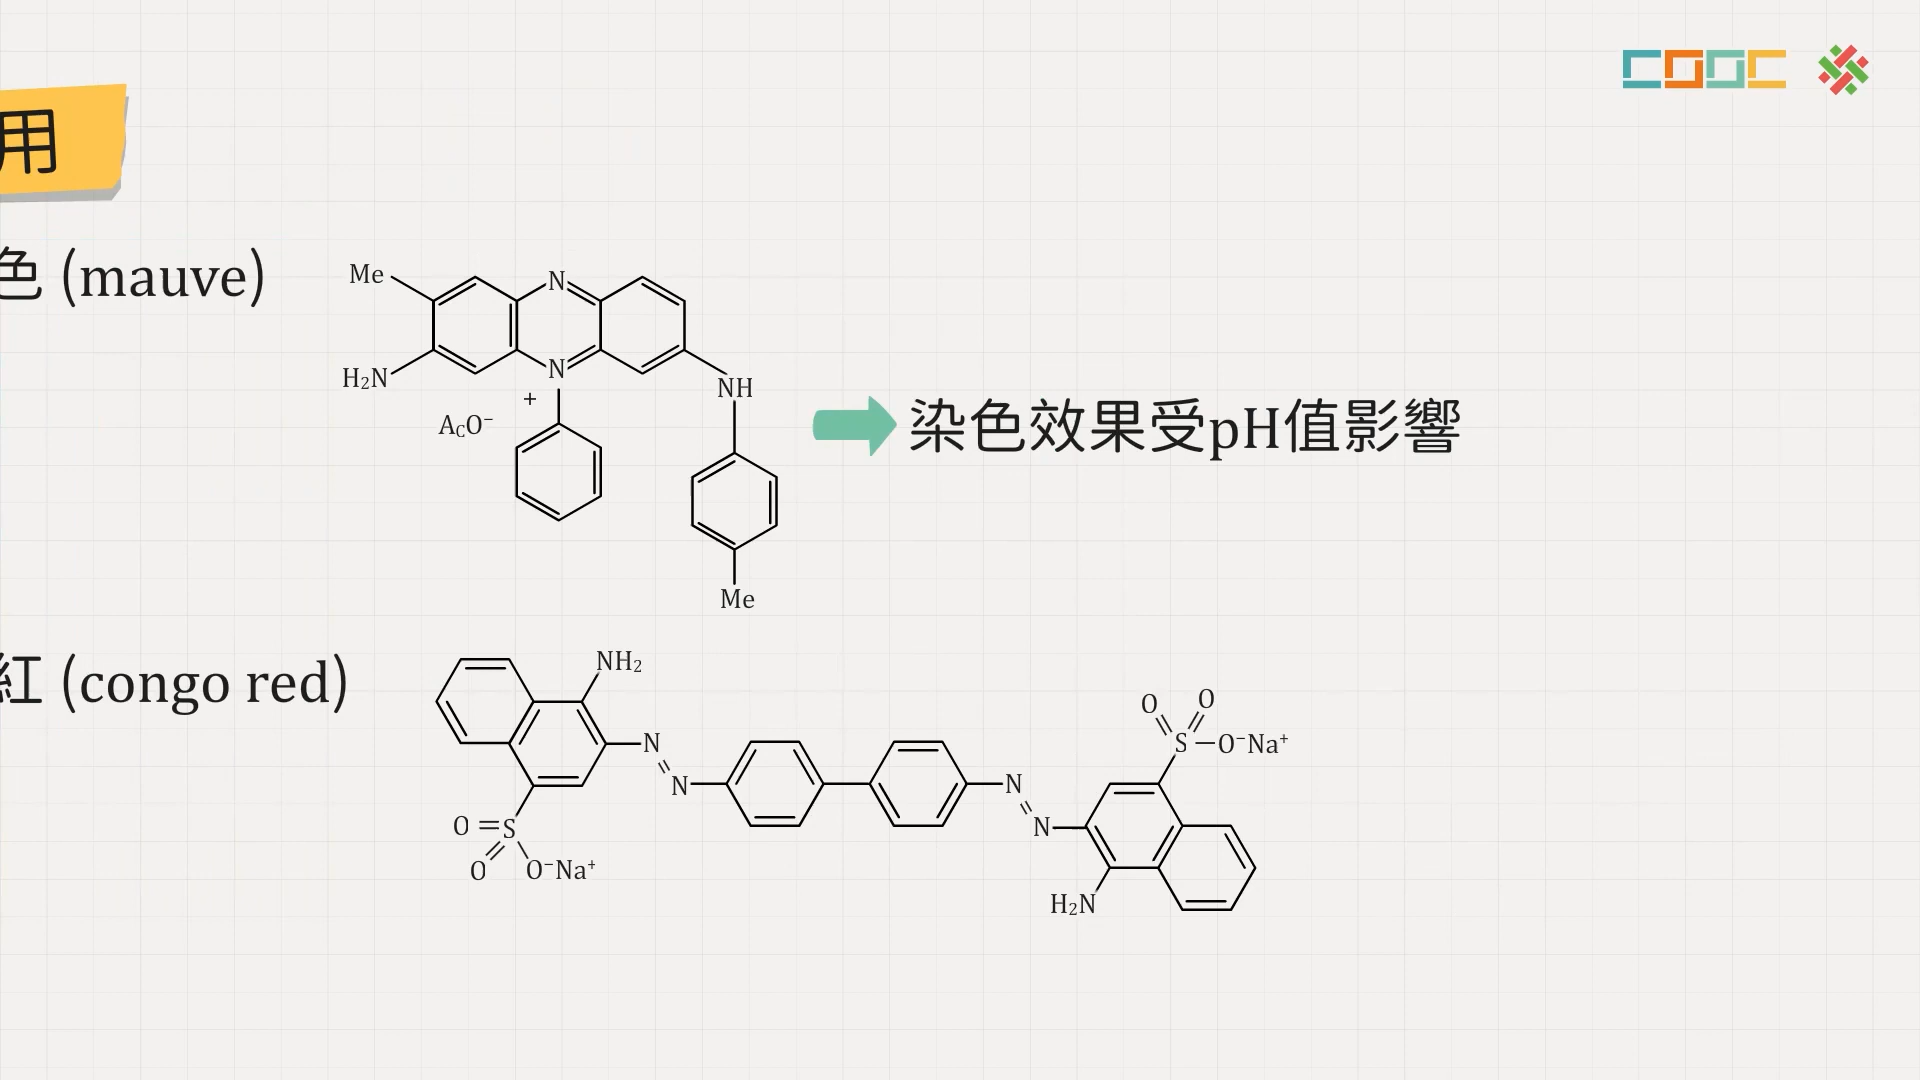 COOC
用
色 (mauve)
Me
N
H₂N
N
+
NH
AcO⁻
染色效果受pH值影響
Me
紅 (congo red)
NH₂
N
N
O
S
O
O⁻Na⁺
N
N
O
O
S
O⁻Na⁺
H₂N